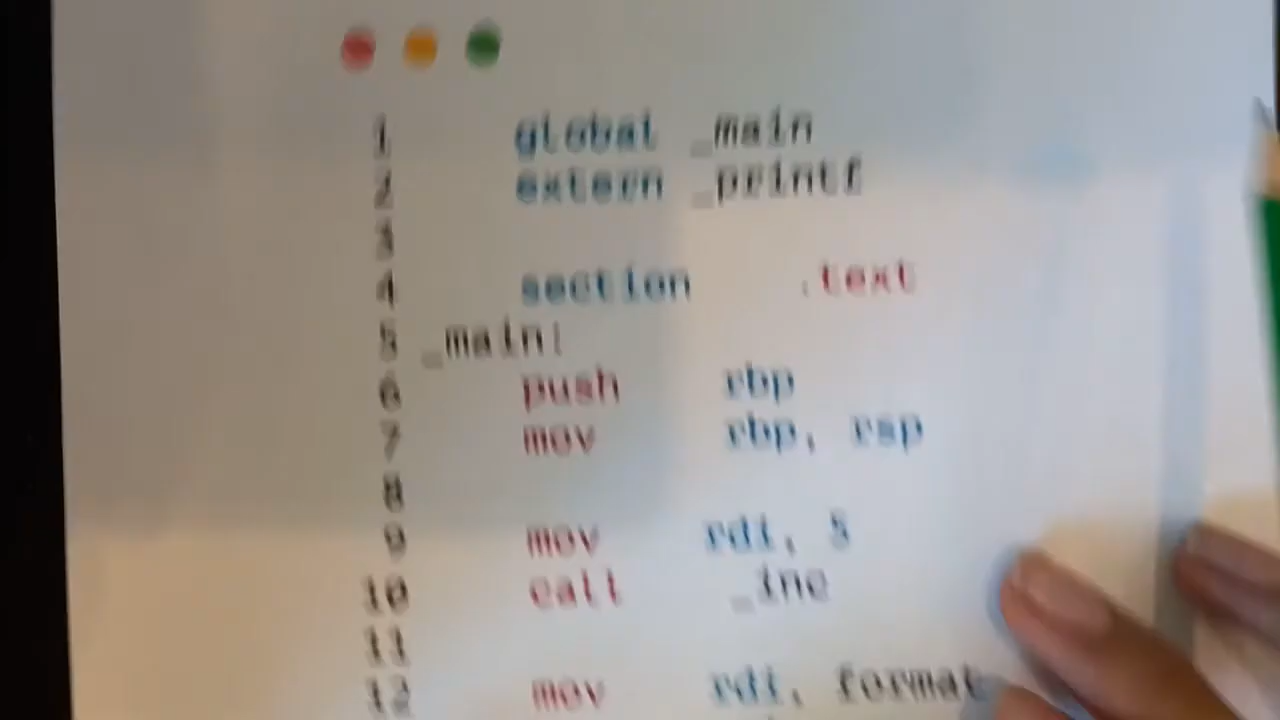 1 global _main
2 extern _printf
3
4 section .text
5 _main:
6 push rbp
7 mov rbp, rsp
8
9 mov rdi, 5
10 call _inc
11
12 mov rdi, format